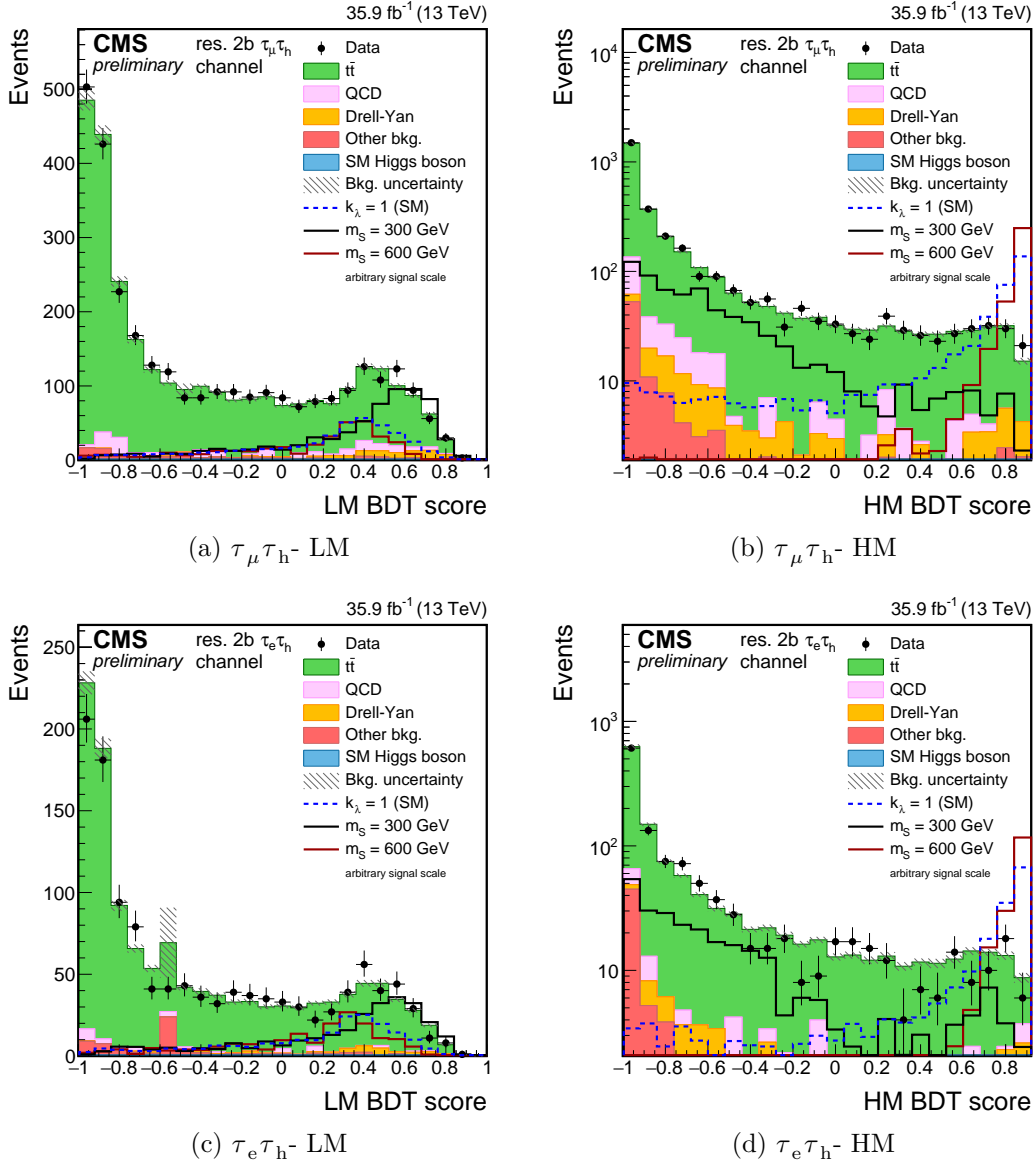 35.9 fb⁻¹ (13 TeV)
Events
CMS
preliminary
res. 2b τμτh
channel
Data
tt̄
QCD
Drell-Yan
Other bkg.
SM Higgs boson
Bkg. uncertainty
kλ = 1 (SM)
mS = 300 GeV
mS = 600 GeV
arbitrary signal scale
500
400
300
200
100
0
−1 −0.8 −0.6 −0.4 −0.2 0 0.2 0.4 0.6 0.8 1
LM BDT score
(a) τμτh- LM
35.9 fb⁻¹ (13 TeV)
Events
CMS
preliminary
res. 2b τμτh
channel
Data
tt̄
QCD
Drell-Yan
Other bkg.
SM Higgs boson
Bkg. uncertainty
kλ = 1 (SM)
mS = 300 GeV
mS = 600 GeV
arbitrary signal scale
10⁴
10³
10²
10
−1 −0.8 −0.6 −0.4 −0.2 0 0.2 0.4 0.6 0.8
HM BDT score
(b) τμτh- HM
35.9 fb⁻¹ (13 TeV)
Events
CMS
preliminary
res. 2b τeτh
channel
Data
tt̄
QCD
Drell-Yan
Other bkg.
SM Higgs boson
Bkg. uncertainty
kλ = 1 (SM)
mS = 300 GeV
mS = 600 GeV
arbitrary signal scale
250
200
150
100
50
0
−1 −0.8 −0.6 −0.4 −0.2 0 0.2 0.4 0.6 0.8 1
LM BDT score
(c) τeτh- LM
35.9 fb⁻¹ (13 TeV)
Events
CMS
preliminary
res. 2b τeτh
channel
Data
tt̄
QCD
Drell-Yan
Other bkg.
SM Higgs boson
Bkg. uncertainty
kλ = 1 (SM)
mS = 300 GeV
mS = 600 GeV
arbitrary signal scale
10³
10²
10
−1 −0.8 −0.6 −0.4 −0.2 0 0.2 0.4 0.6 0.8
HM BDT score
(d) τeτh- HM